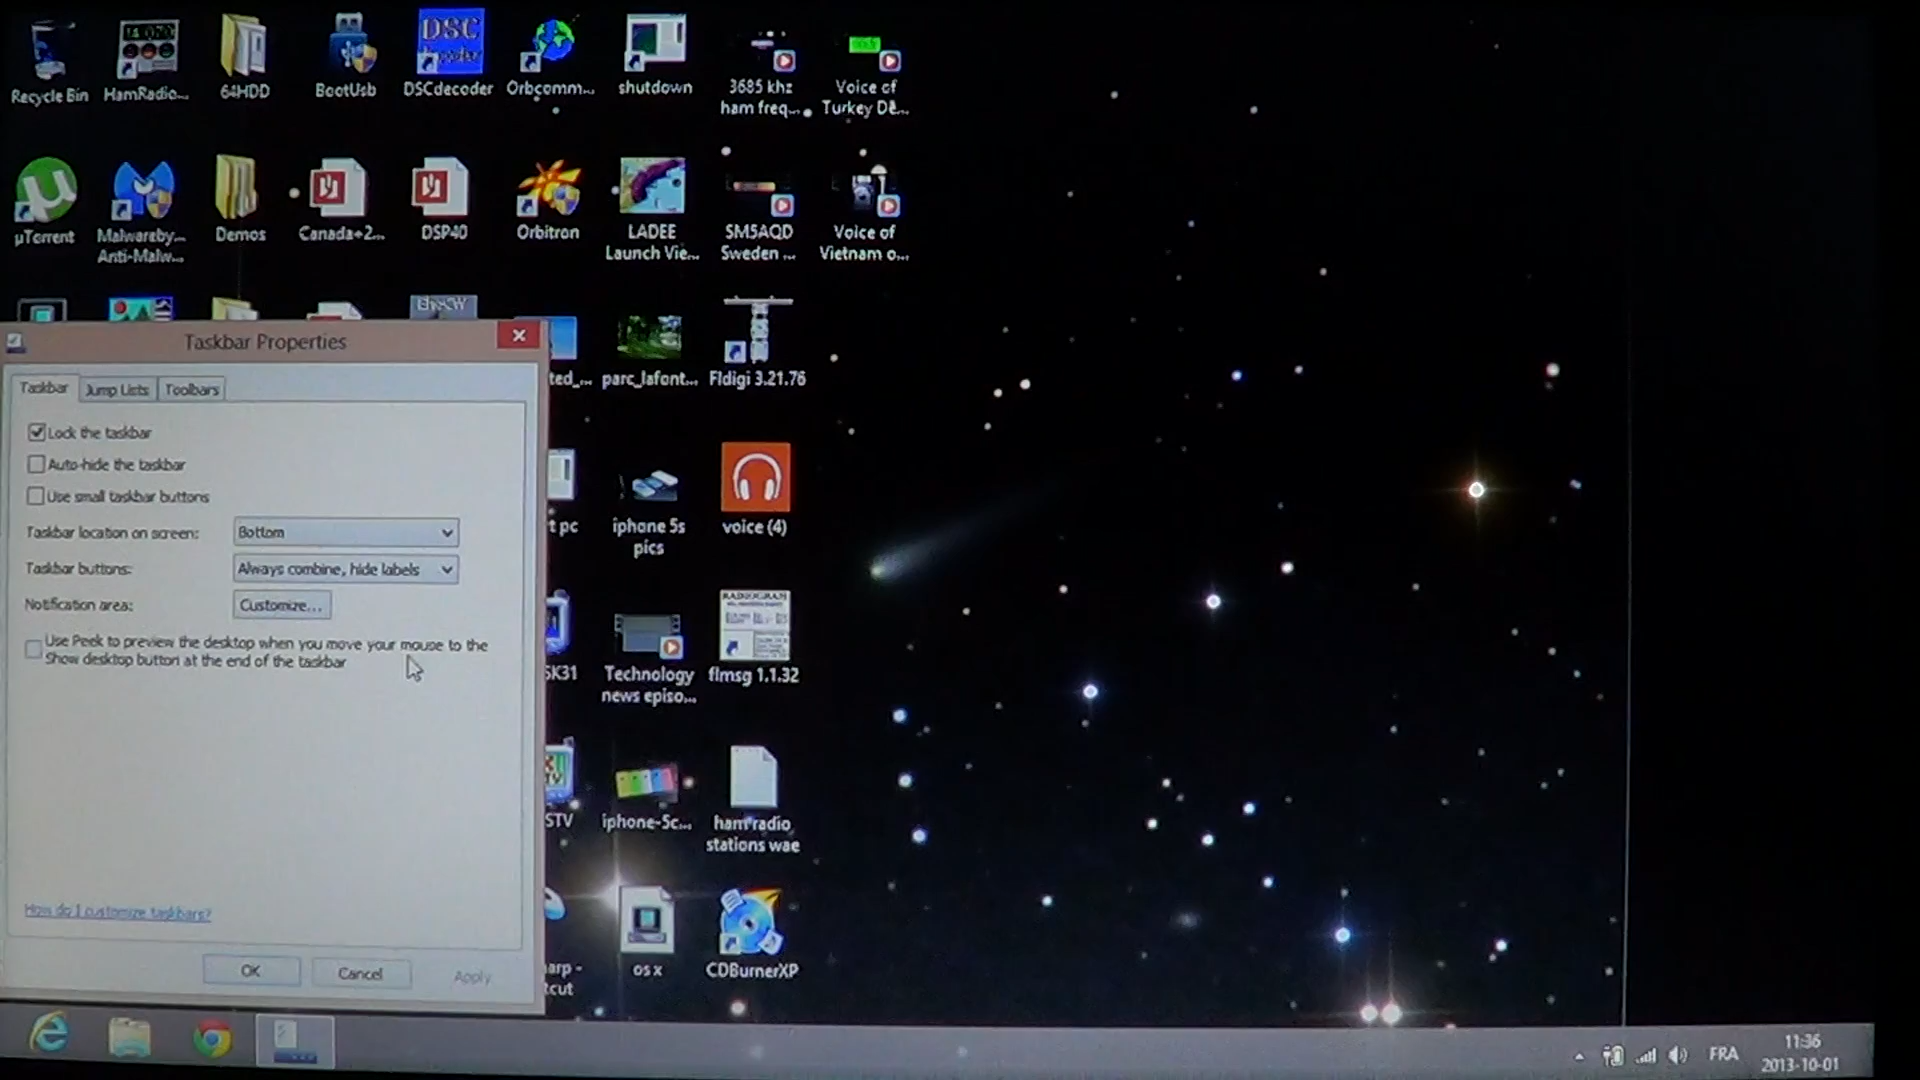 Recycle Bin
HamRadio...
64HDD
BootUsb
DSC
DSCdecoder
Orbcomm...
shutdown
3685 khz
ham freq...
Voice of
Turkey De...
µTorrent
Malwareby...
Anti-Malw...
Demos
Canada+2...
DSP40
Orbitron
LADEE
Launch Vie...
SM5AQD
Sweden ...
Voice of
Vietnam o...
Taskbar Properties
Taskbar
Jump Lists
Toolbars
Lock the taskbar
Auto-hide the taskbar
Use small taskbar buttons
Taskbar location on screen:
Bottom
Taskbar buttons:
Always combine, hide labels
Notification area:
Customize...
Use Peek to preview the desktop when you move your mouse to the
Show desktop button at the end of the taskbar
How do I customize taskbars?
OK
Cancel
Apply
ted_...
parc_lafont...
Fldigi 3.21.76
t pc
iphone 5s
pics
voice (4)
SK31
Technology
news episo...
RADIOGRAM
flmsg 1.1.32
STV
iphone-5c...
ham radio
stations wae
arp -
tcut
os x
CDBurnerXP
FRA
11:36
2013-10-01